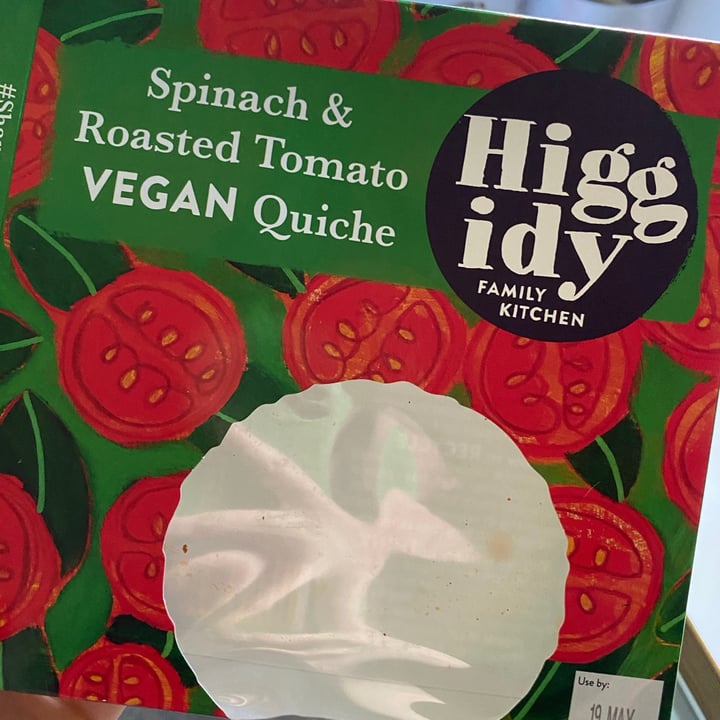 Spinach &
Roasted Tomato
VEGAN Quiche
Higg
idy
FAMILY
KITCHEN
Use by:
19 MAY